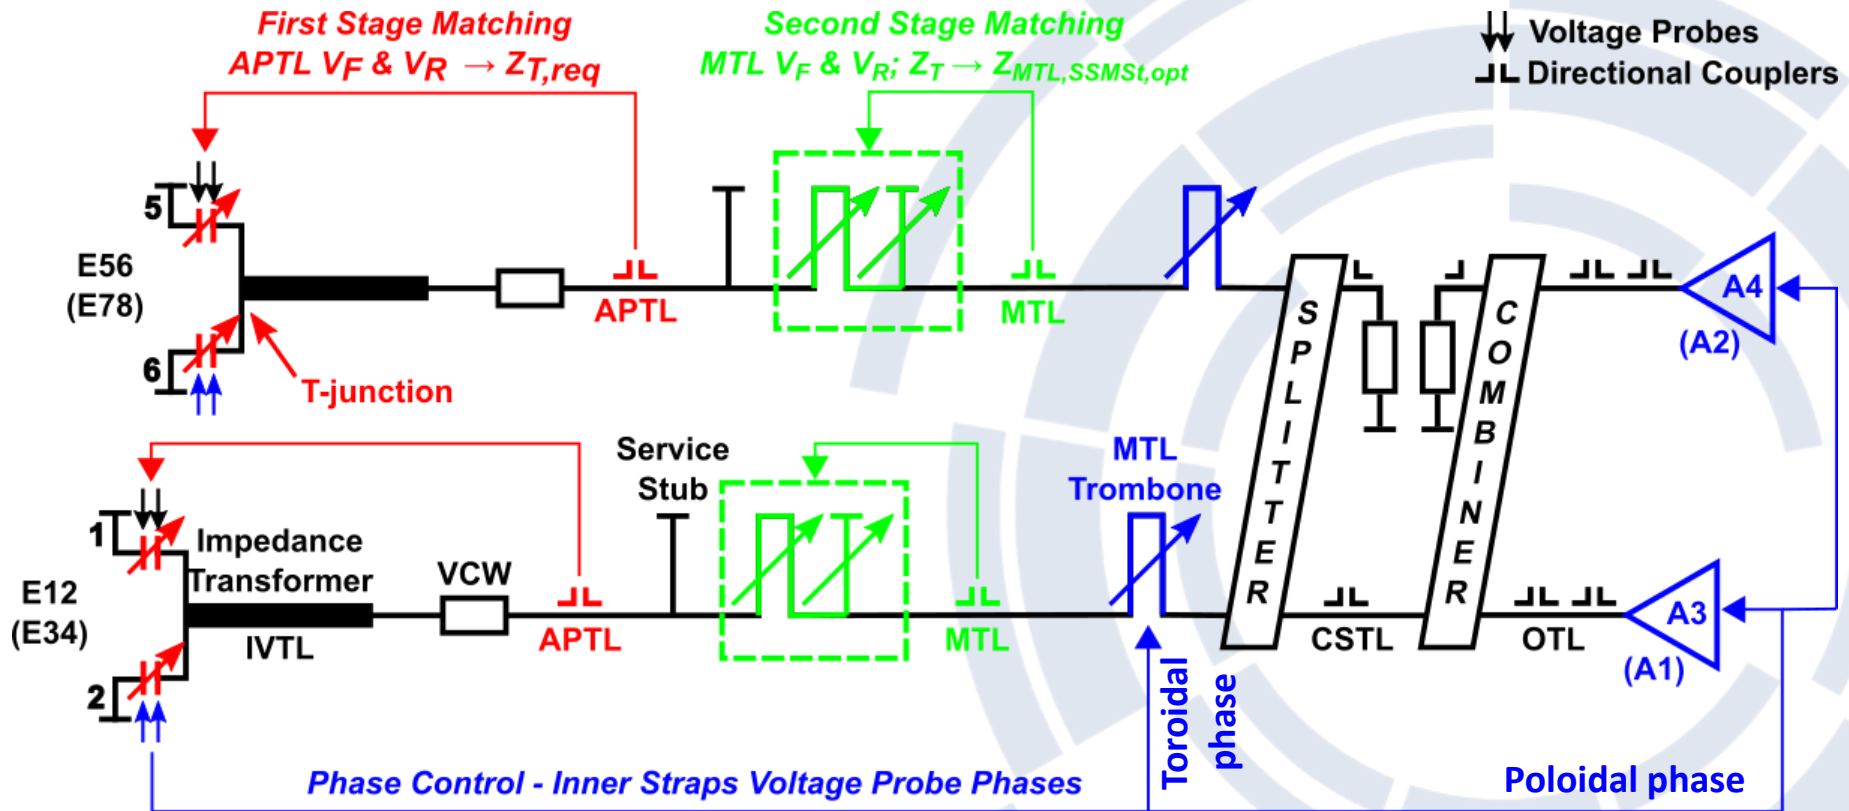 First Stage Matching
APTL VF & VR → ZT,req
Second Stage Matching
MTL VF & VR; ZT → ZMTL,SSMSt,opt
Voltage Probes
Directional Couplers
5
E56
(E78)
6
T-junction
APTL
MTL
SPLITTER
COMBINER
A4
(A2)
1
E12
(E34)
2
Impedance
Transformer
IVTL
VCW
APTL
Service
Stub
MTL
MTL
Trombone
CSTL
OTL
A3
(A1)
Toroidal
phase
Phase Control - Inner Straps Voltage Probe Phases
Poloidal phase